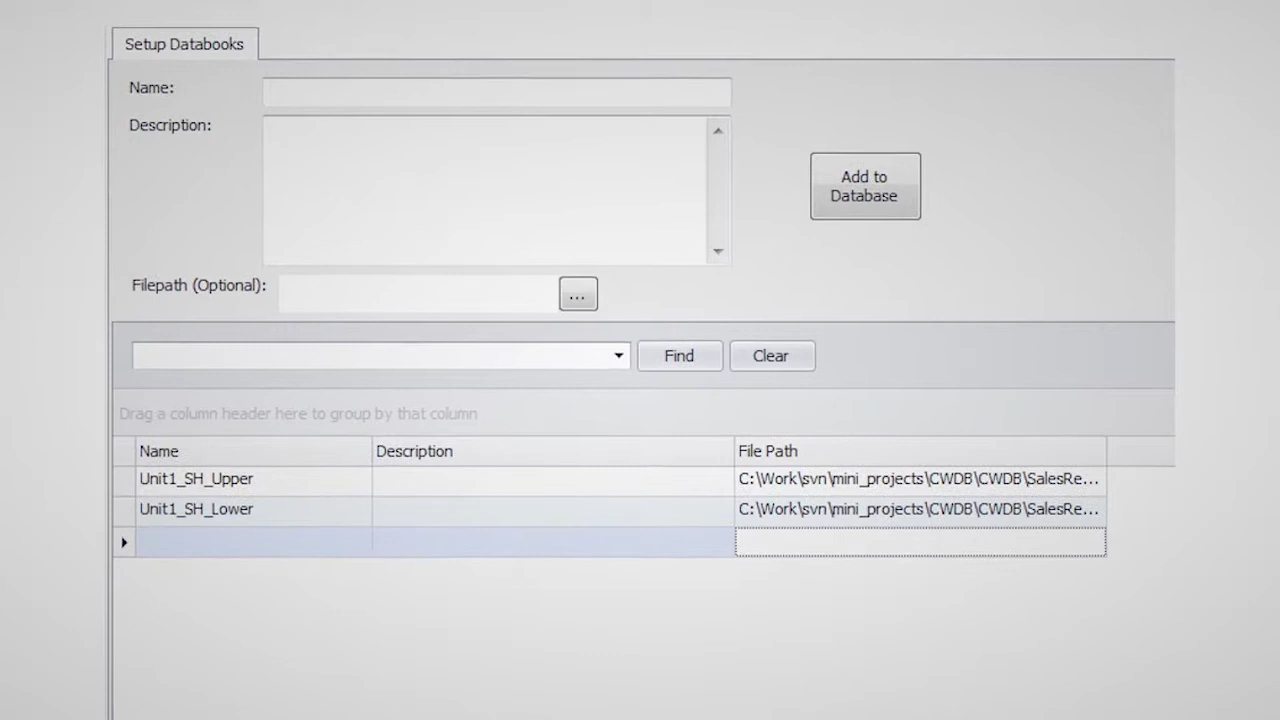 Setup Databooks
Name:
Description:
Add to
Database
Filepath (Optional):
...
Find
Clear
Drag a column header here to group by that column
Name Description File Path
Unit1_SH_Upper C:\Work\svn\mini_projects\CWDB\CWDB\SalesRe...
Unit1_SH_Lower C:\Work\svn\mini_projects\CWDB\CWDB\SalesRe...